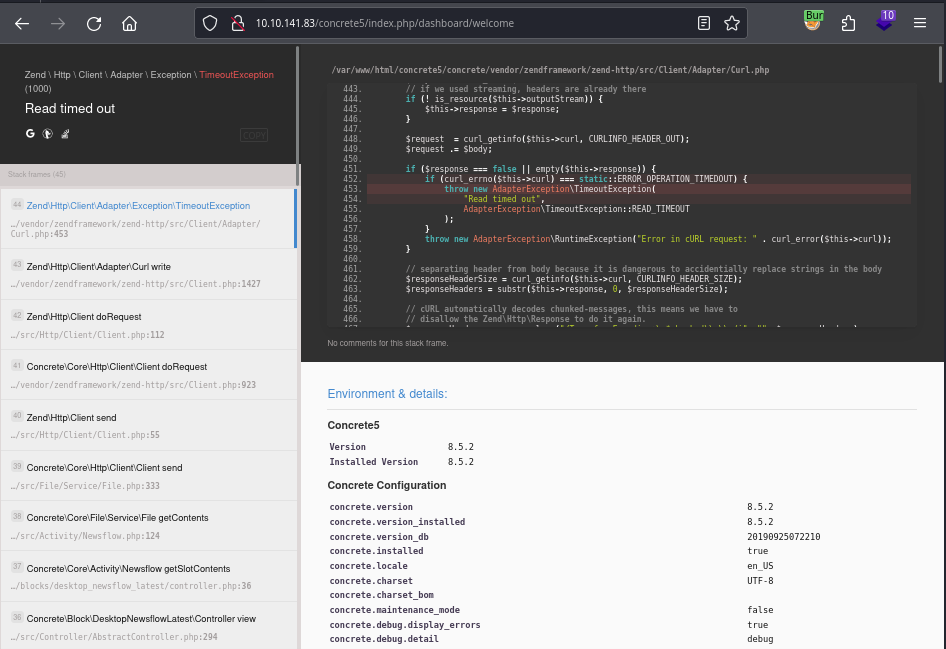 10.10.141.83/concrete5/index.php/dashboard/welcome
Bur
10
Zend \ Http \ Client \ Adapter \ Exception \ TimeoutException
(1000)
Read timed out
G
COPY
Stack frames (45)
44 Zend\Http\Client\Adapter\Exception\TimeoutException
…/vendor/zendframework/zend-http/src/Client/Adapter/
Curl.php:453
43 Zend\Http\Client\Adapter\Curl write
…/vendor/zendframework/zend-http/src/Client.php:1427
42 Zend\Http\Client doRequest
…/src/Http/Client/Client.php:112
41 Concrete\Core\Http\Client\Client doRequest
…/vendor/zendframework/zend-http/src/Client.php:923
40 Zend\Http\Client send
…/src/Http/Client/Client.php:55
39 Concrete\Core\Http\Client\Client send
…/src/File/Service/File.php:333
38 Concrete\Core\File\Service\File getContents
…/src/Activity/Newsflow.php:124
37 Concrete\Core\Activity\Newsflow getSlotContents
…/blocks/desktop_newsflow_latest/controller.php:36
36 Concrete\Block\DesktopNewsflowLatest\Controller view
…/src/Controller/AbstractController.php:294
/var/www/html/concrete5/concrete/vendor/zendframework/zend-http/src/Client/Adapter/Curl.php
443. // if we used streaming, headers are already there
444. if (! is_resource($this->outputStream)) {
445. $this->response = $response;
446. }
447.
448. $request  = curl_getinfo($this->curl, CURLINFO_HEADER_OUT);
449. $request .= $body;
450.
451. if ($response === false || empty($this->response)) {
452. if (curl_errno($this->curl) === static::ERROR_OPERATION_TIMEDOUT) {
453. throw new AdapterException\TimeoutException(
454. "Read timed out",
455. AdapterException\TimeoutException::READ_TIMEOUT
456. );
457. }
458. throw new AdapterException\RuntimeException("Error in cURL request: " . curl_error($this->curl));
459. }
460.
461. // separating header from body because it is dangerous to accidentially replace strings in the body
462. $responseHeaderSize = curl_getinfo($this->curl, CURLINFO_HEADER_SIZE);
463. $responseHeaders = substr($this->response, 0, $responseHeaderSize);
464.
465. // cURL automatically decodes chunked-messages, this means we have to
466. // disallow the Zend\Http\Response to do it again.
No comments for this stack frame.
Environment & details:
Concrete5
Version 8.5.2
Installed Version 8.5.2
Concrete Configuration
concrete.version 8.5.2
concrete.version_installed 8.5.2
concrete.version_db 20190925072210
concrete.installed true
concrete.locale en_US
concrete.charset UTF-8
concrete.charset_bom
concrete.maintenance_mode false
concrete.debug.display_errors true
concrete.debug.detail debug